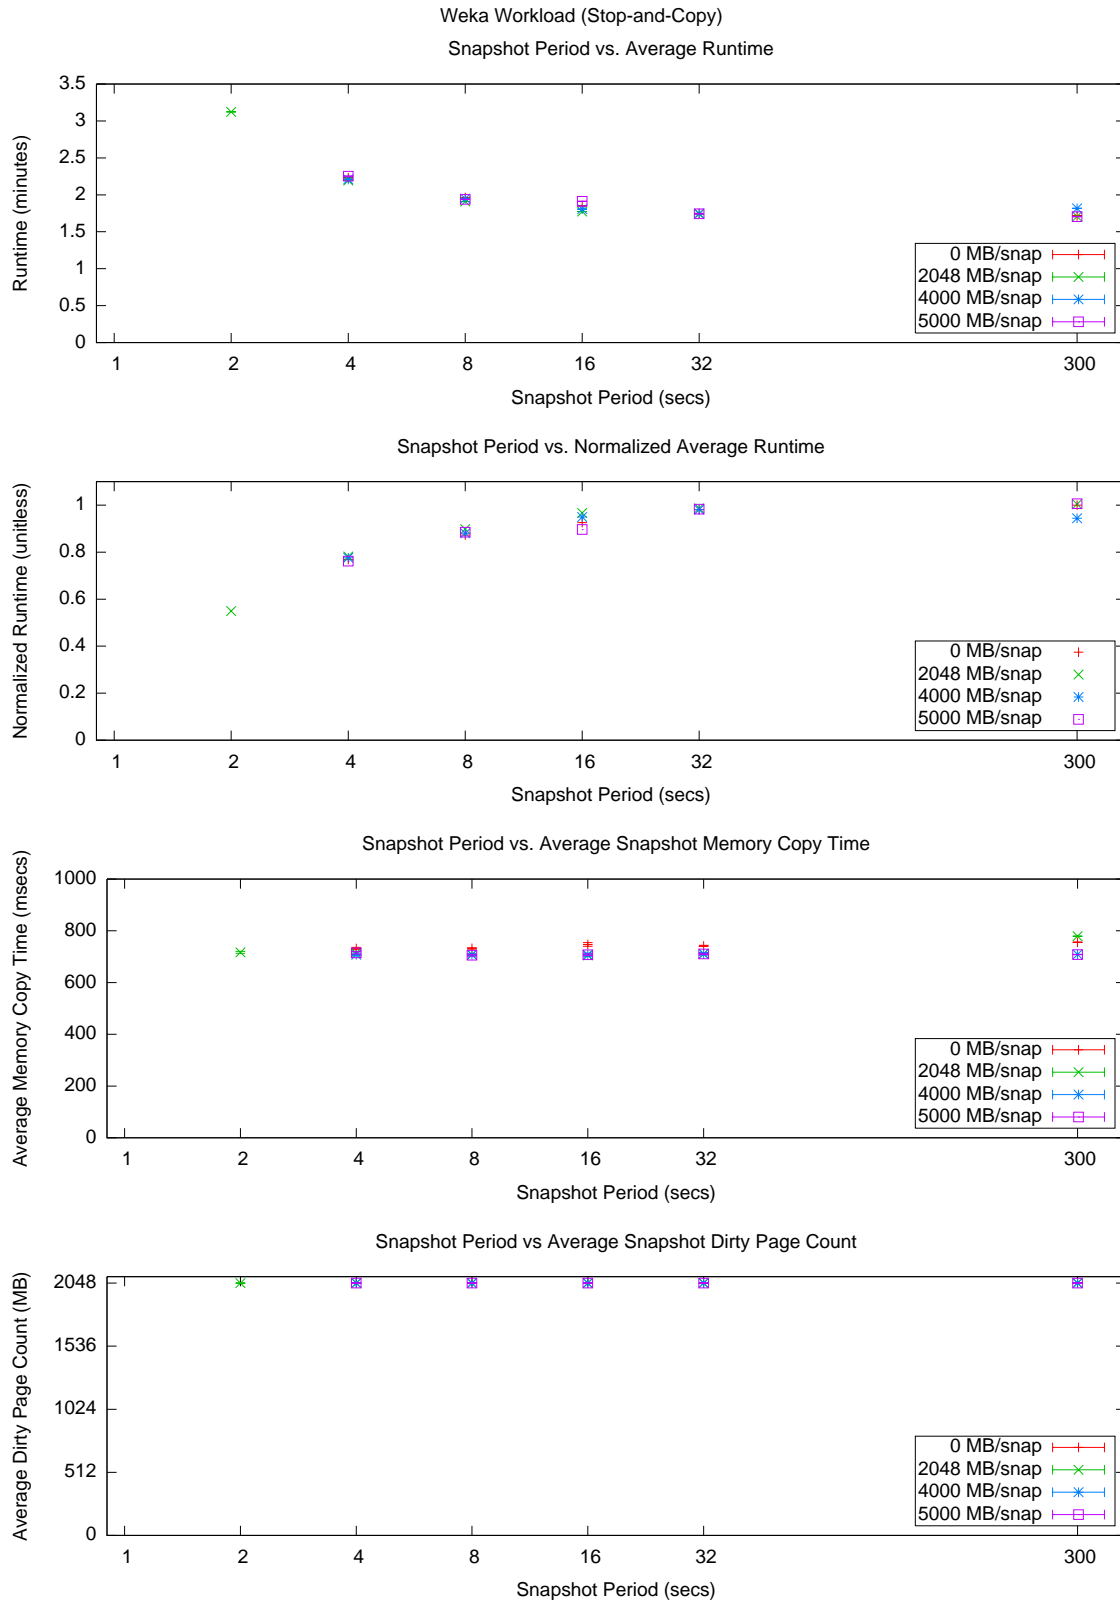 Weka Workload (Stop-and-Copy)
Snapshot Period vs. Average Runtime
Runtime (minutes)
3.5
3
2.5
2
1.5
1
0.5
0
0 MB/snap
2048 MB/snap
4000 MB/snap
5000 MB/snap
1 2 4 8 16 32 300
Snapshot Period (secs)
Snapshot Period vs. Normalized Average Runtime
Normalized Runtime (unitless)
1
0.8
0.6
0.4
0.2
0
0 MB/snap
2048 MB/snap
4000 MB/snap
5000 MB/snap
1 2 4 8 16 32 300
Snapshot Period (secs)
Snapshot Period vs. Average Snapshot Memory Copy Time
Average Memory Copy Time (msecs)
1000
800
600
400
200
0
0 MB/snap
2048 MB/snap
4000 MB/snap
5000 MB/snap
1 2 4 8 16 32 300
Snapshot Period (secs)
Snapshot Period vs Average Snapshot Dirty Page Count
Average Dirty Page Count (MB)
2048
1536
1024
512
0
0 MB/snap
2048 MB/snap
4000 MB/snap
5000 MB/snap
1 2 4 8 16 32 300
Snapshot Period (secs)